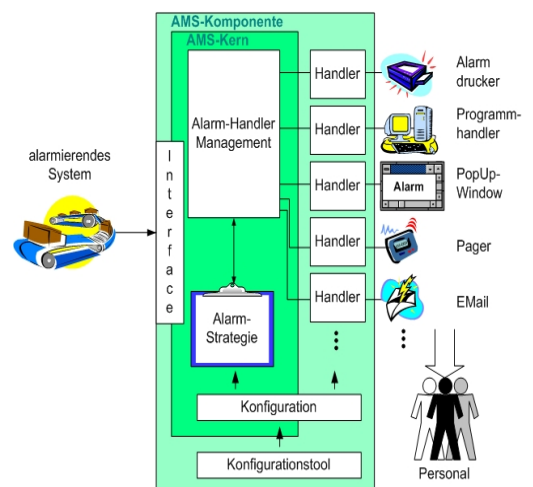 AMS-Komponente
AMS-Kern
Alarm-Handler
Management
Handler
Alarm
drucker
Handler
Programm-
handler
alarmierendes
System
Interface
Handler
Alarm
PopUp-
Window
Handler
Pager
Handler
EMail
Alarm-
Strategie
Konfiguration
Konfigurationstool
Personal